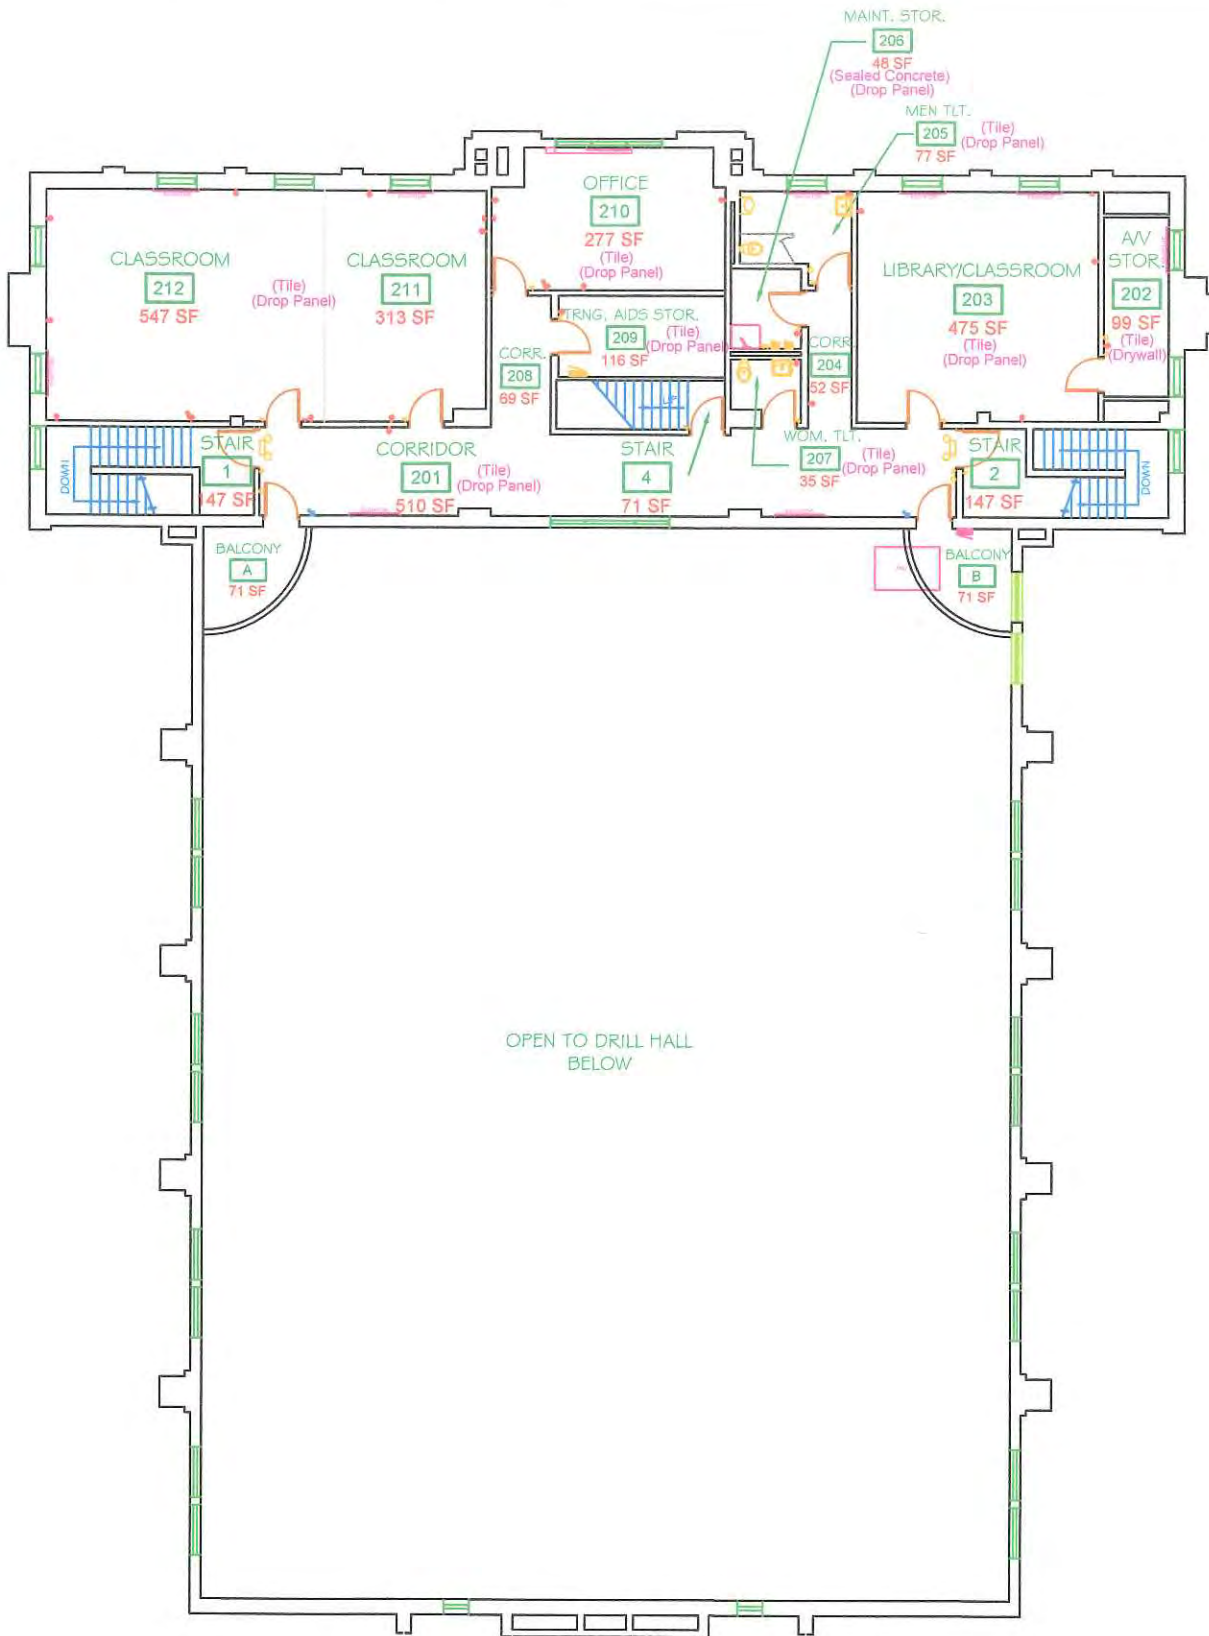 MAINT. STOR.
206
48 SF
(Sealed Concrete)
(Drop Panel)
MEN TLT.
205
77 SF
(Tile)
(Drop Panel)
OFFICE
210
277 SF
(Tile)
(Drop Panel)
CLASSROOM
212
547 SF
(Tile)
(Drop Panel)
CLASSROOM
211
313 SF
LIBRARY/CLASSROOM
203
475 SF
(Tile)
(Drop Panel)
A/V
STOR.
202
99 SF
(Tile)
(Drywall)
TRNG. AIDS STOR.
209
116 SF
(Tile)
(Drop Panel)
CORR.
208
69 SF
CORR.
204
52 SF
UP
STAIR
1
147 SF
DOWN
CORRIDOR
201
510 SF
(Tile)
(Drop Panel)
STAIR
4
71 SF
WOM. TLT.
207
35 SF
(Tile)
(Drop Panel)
STAIR
2
147 SF
DOWN
BALCONY
A
71 SF
BALCONY
B
71 SF
OPEN TO DRILL HALL
BELOW